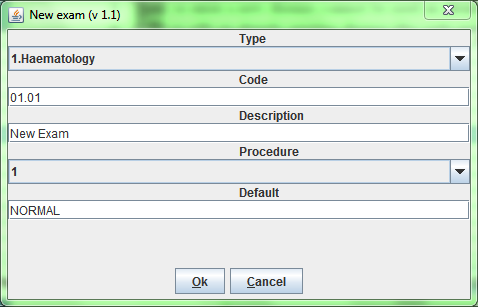 New exam (v 1.1)
Type
1.Haematology
Code
01.01
Description
New Exam
Procedure
1
Default
NORMAL
Ok Cancel